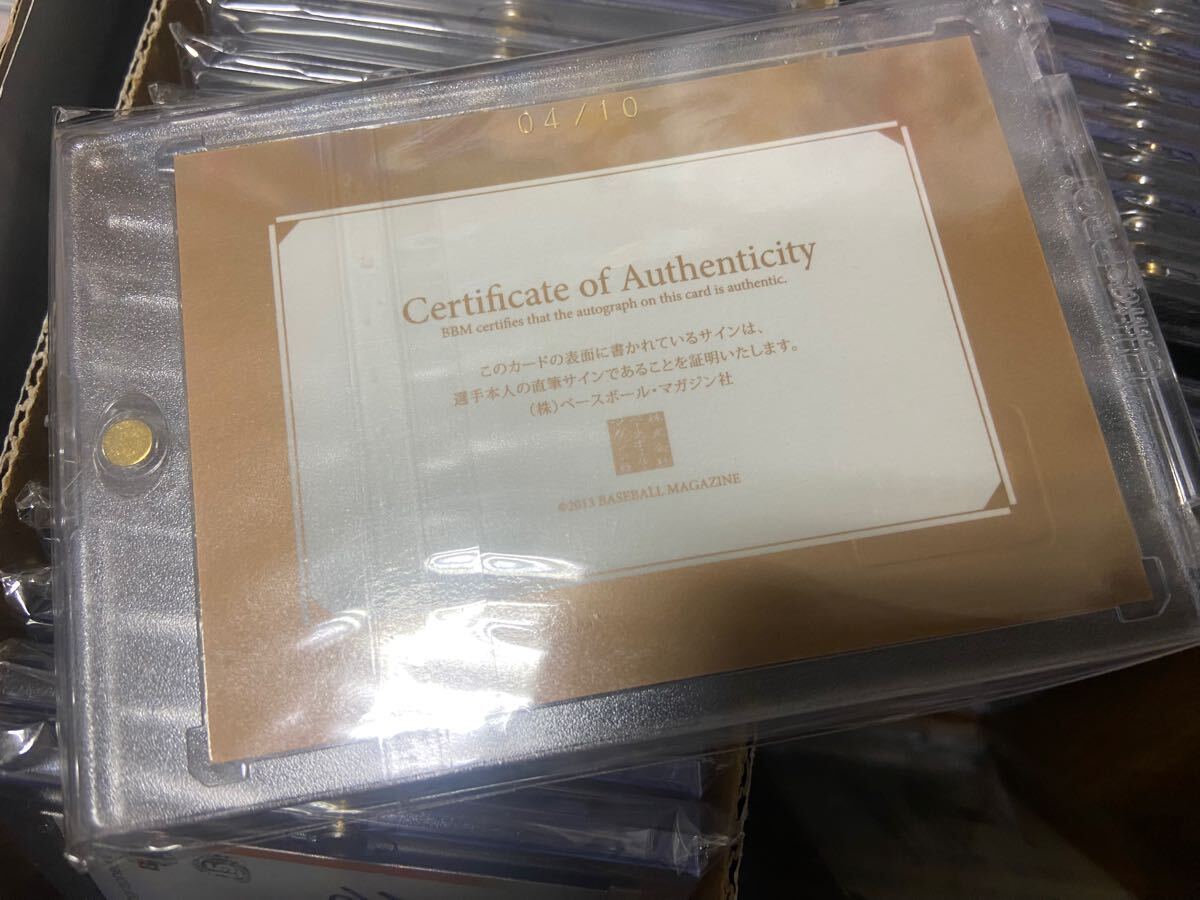 04/10
Certificate of Authenticity
BBM certifies that the autograph on this card is authentic.
このカードの表面に書かれているサインは、
選手本人の直筆サインであることを証明いたします。
(株)ベースボール・マガジン社
©2013 BASEBALL MAGAZINE